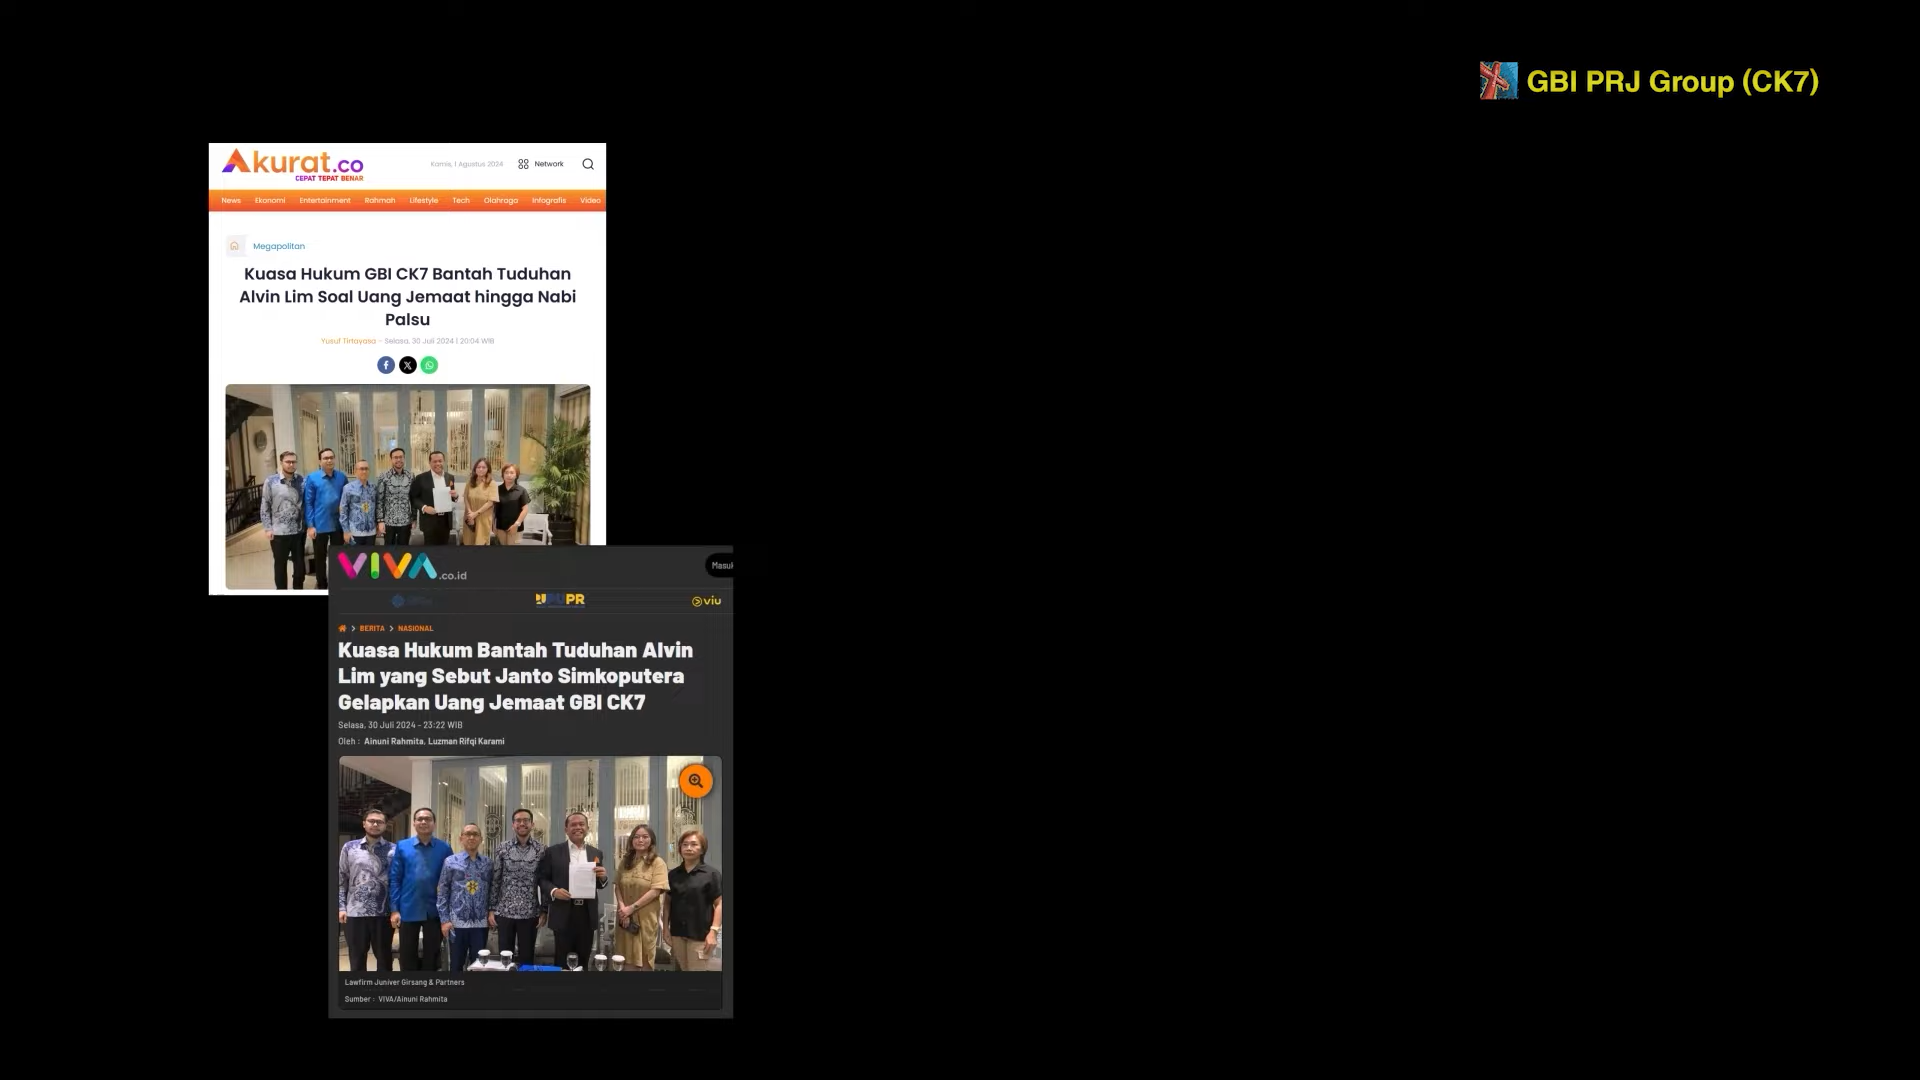 GBI PRJ Group (CK7)
Akurat.co
CEPAT TEPAT BENAR
Kamis, 1 Agustus 2024
Network
News Ekonomi Entertainment Rahmah Lifestyle Tech Olahraga Infografis Video
Megapolitan
Kuasa Hukum GBI CK7 Bantah Tuduhan
Alvin Lim Soal Uang Jemaat hingga Nabi
Palsu
Yusuf Tirtayasa - Selasa, 30 Juli 2024 | 20:04 WIB
VIVA.co.id
Masuk
PUPR
viu
BERITA > NASIONAL
Kuasa Hukum Bantah Tuduhan Alvin
Lim yang Sebut Janto Simkoputera
Gelapkan Uang Jemaat GBI CK7
Selasa, 30 Juli 2024 - 23:22 WIB
Oleh : Ainuni Rahmita, Luzman Rifqi Karami
Lawfirm Juniver Girsang & Partners
Sumber : VIVA/Ainuni Rahmita